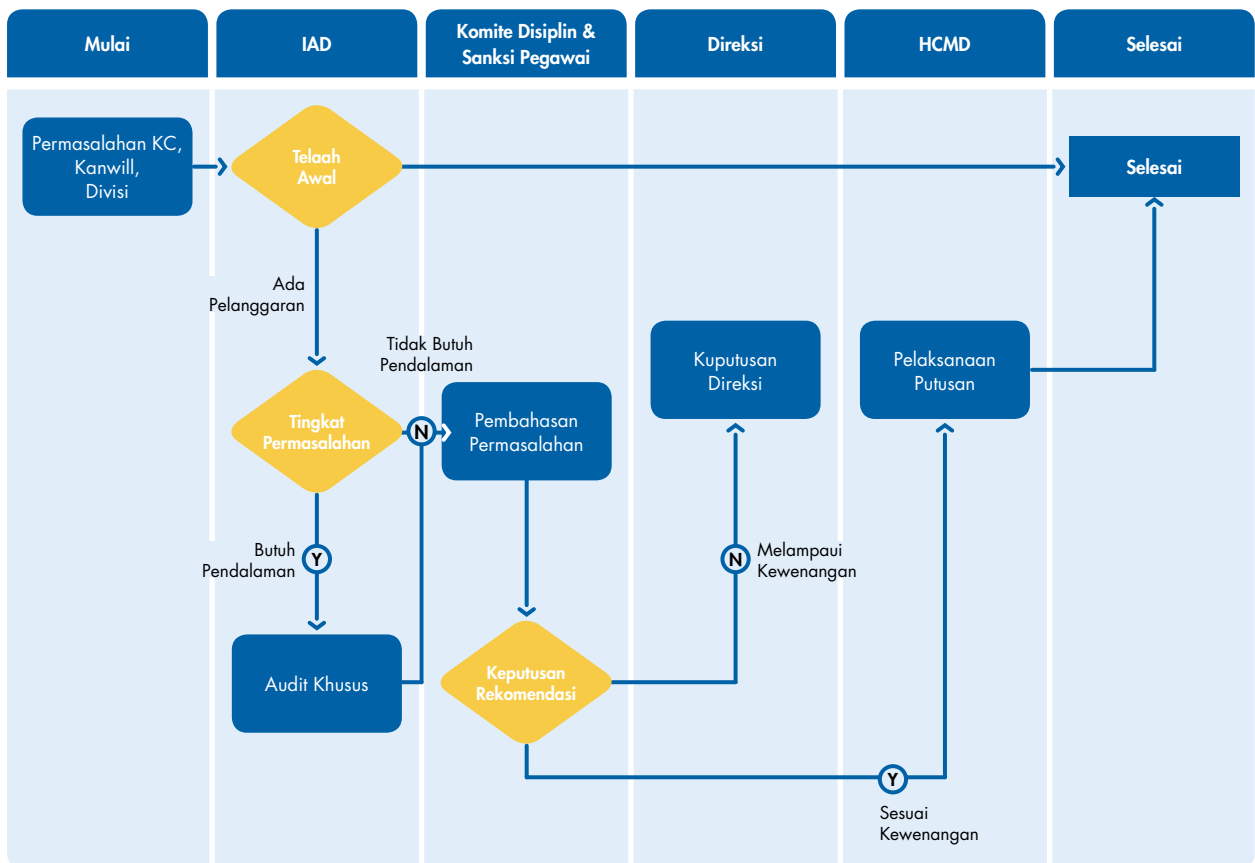 Mulai
IAD
Komite Disiplin &
Sanksi Pegawai
Direksi
HCMD
Selesai
Permasalahan KC,
Kanwill,
Divisi
Telaah
Awal
Selesai
Ada
Pelanggaran
Tidak Butuh
Pendalaman
Tingkat
Permasalahan
N
Pembahasan
Permasalahan
Kuputusan
Direksi
Pelaksanaan
Putusan
Butuh
Pendalaman
Y
N
Melampaui
Kewenangan
Audit Khusus
Keputusan
Rekomendasi
Y
Sesuai
Kewenangan